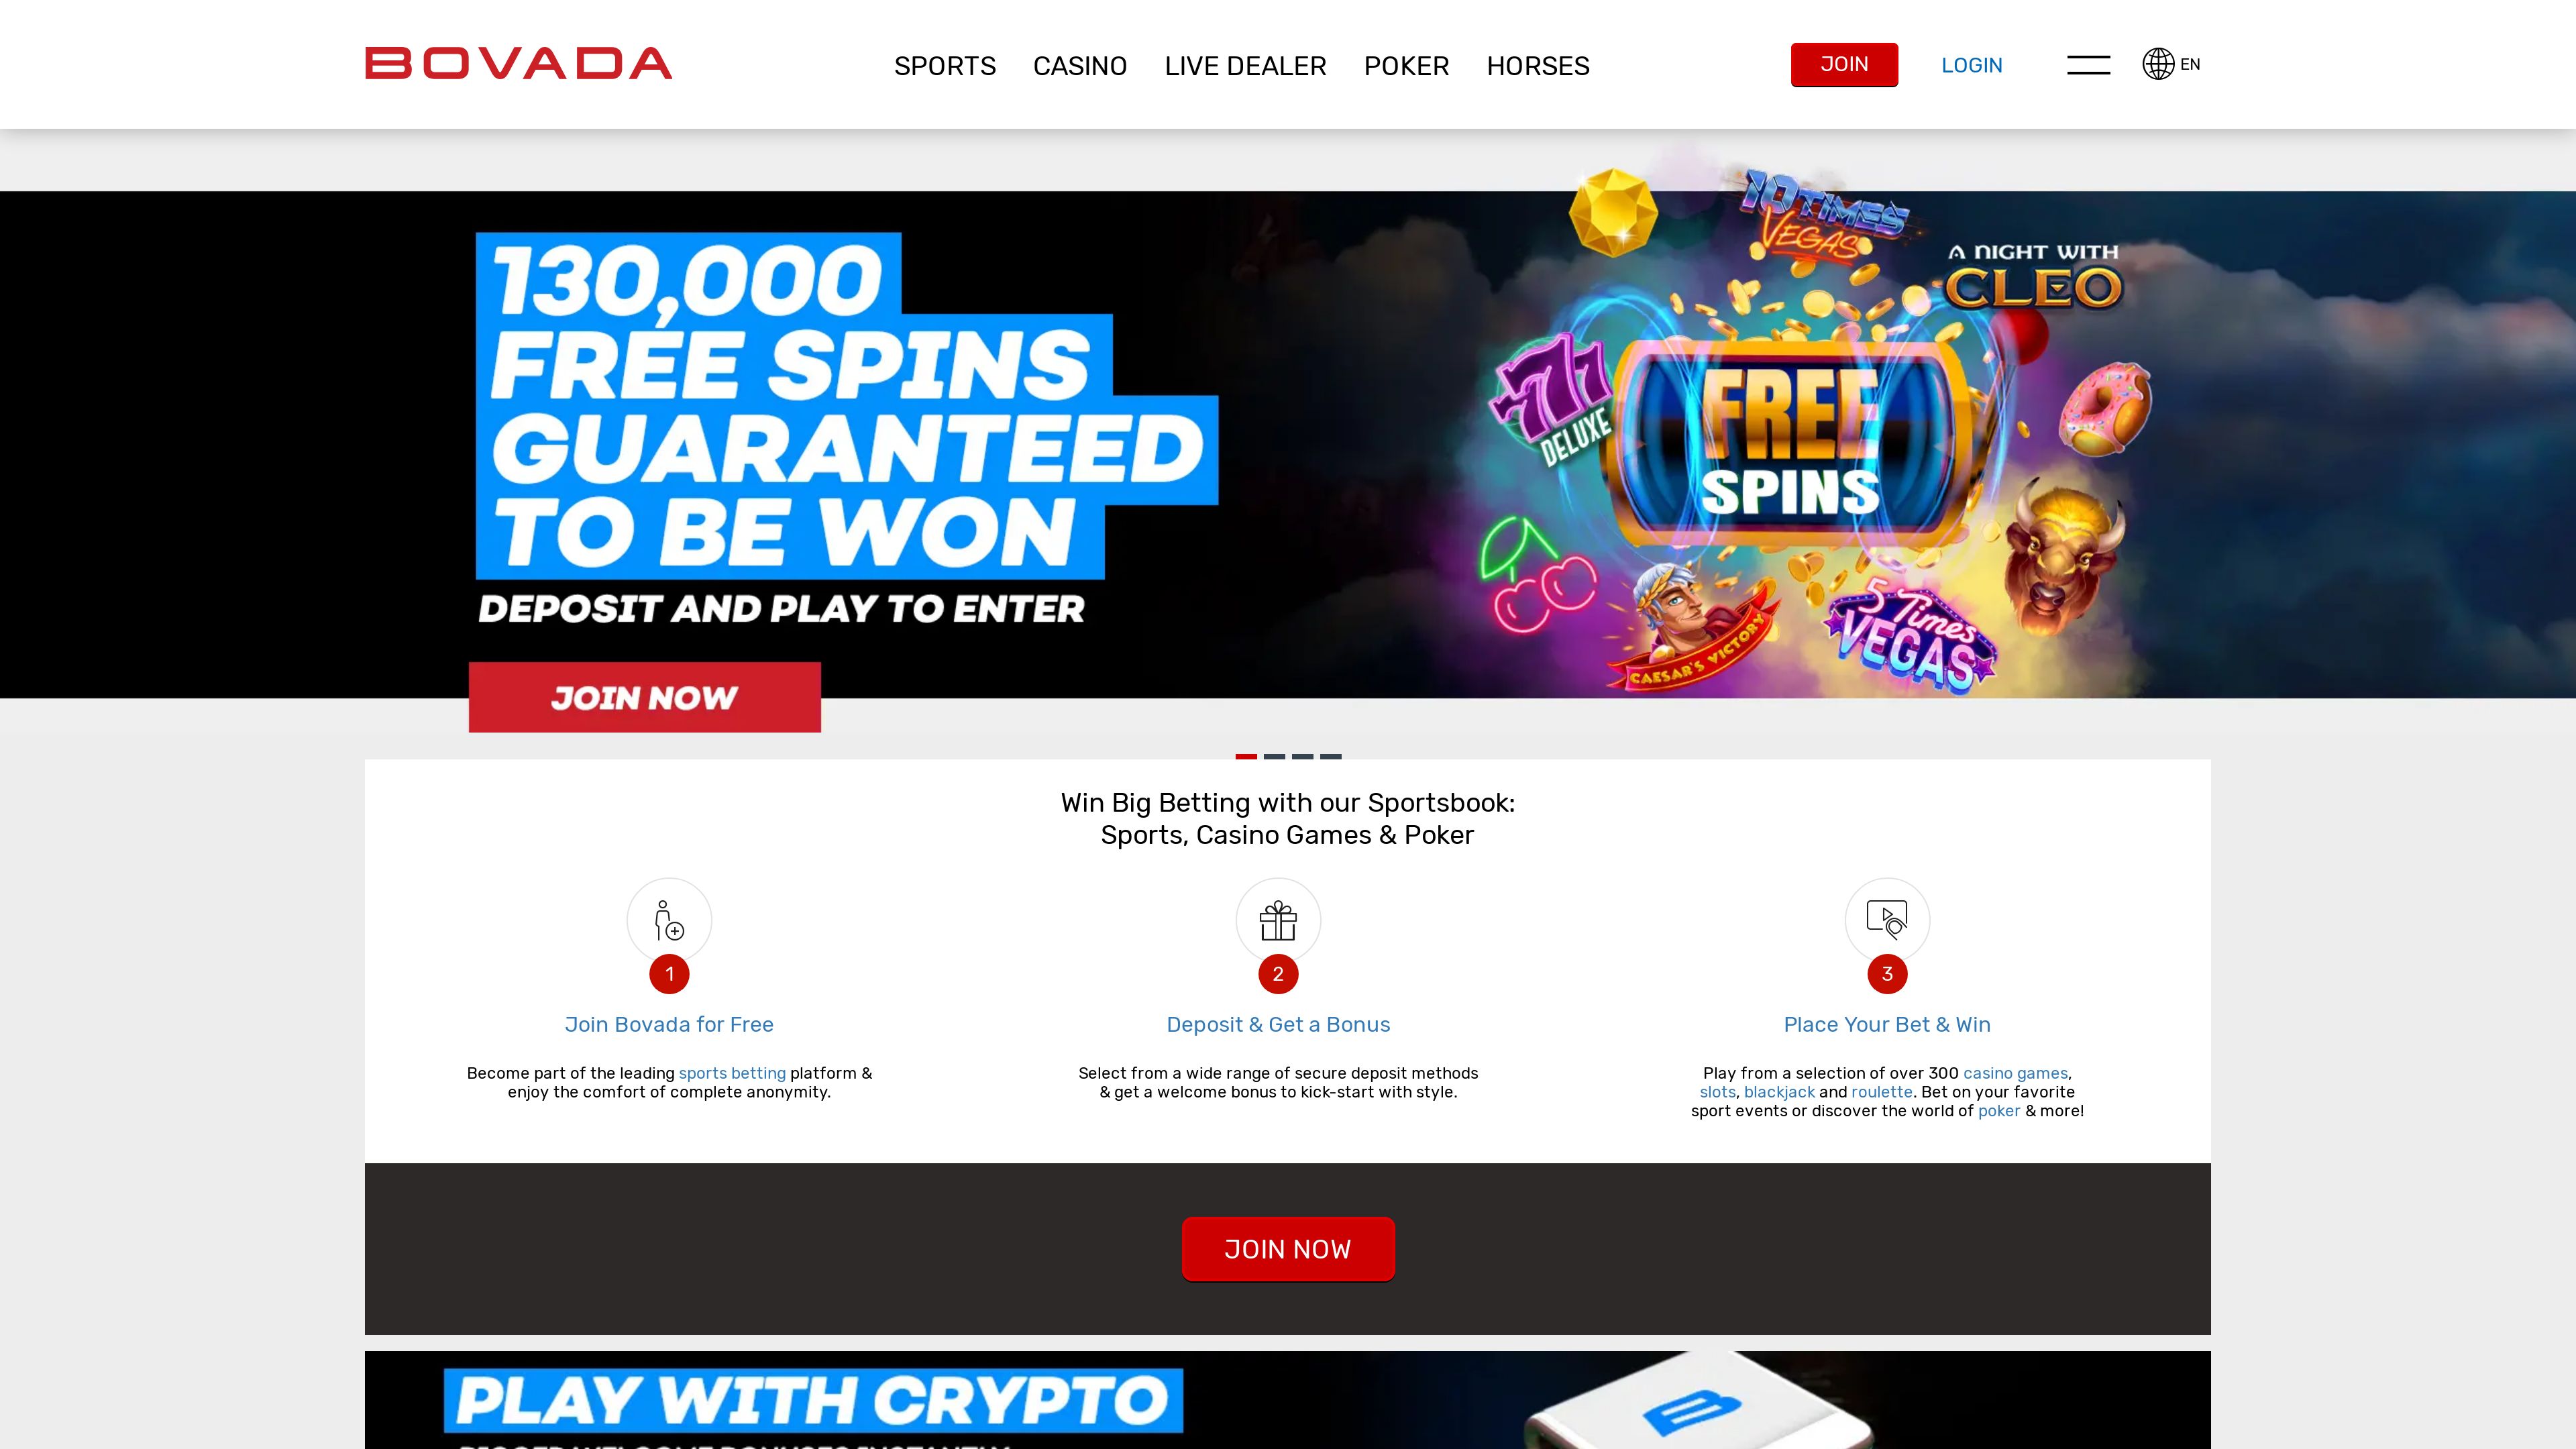 BOVADA
SPORTS CASINO LIVE DEALER POKER HORSES
JOIN LOGIN EN
130,000
FREE SPINS
GUARANTEED
TO BE WON
DEPOSIT AND PLAY TO ENTER
JOIN NOW
10 TIMES
VEGAS
A NIGHT WITH
CLEO
777
DELUXE
FREE
SPINS
CAESAR'S VICTORY
5 Times
VEGAS
Win Big Betting with our Sportsbook:
Sports, Casino Games & Poker
1
Join Bovada for Free
Become part of the leading sports betting platform &
enjoy the comfort of complete anonymity.
2
Deposit & Get a Bonus
Select from a wide range of secure deposit methods
& get a welcome bonus to kick-start with style.
3
Place Your Bet & Win
Play from a selection of over 300 casino games,
slots, blackjack and roulette. Bet on your favorite
sport events or discover the world of poker & more!
JOIN NOW
PLAY WITH CRYPTO
B